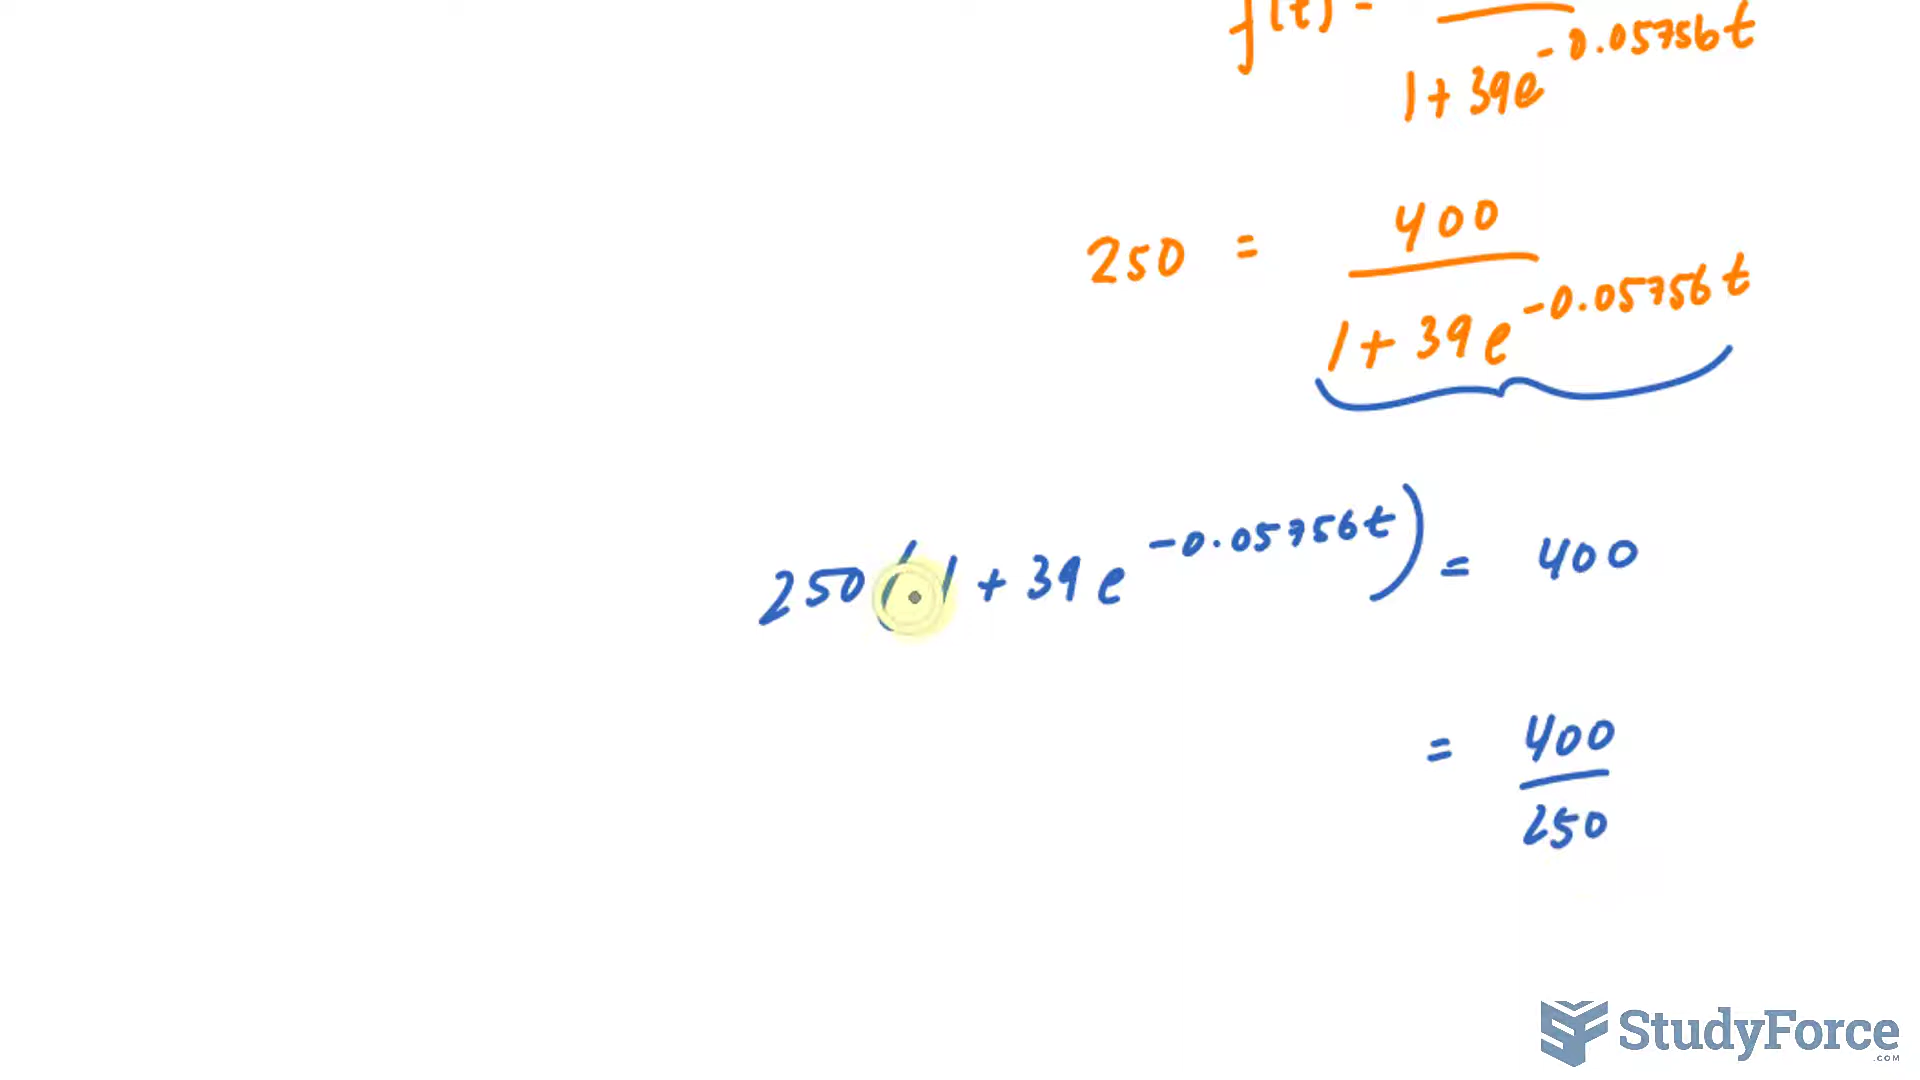 f(t) =
1 + 39e^-0.05756t
250 = 400 / 1 + 39e^-0.05756t
250(1 + 39e^-0.05756t) = 400
= 400 / 250
StudyForce
.COM